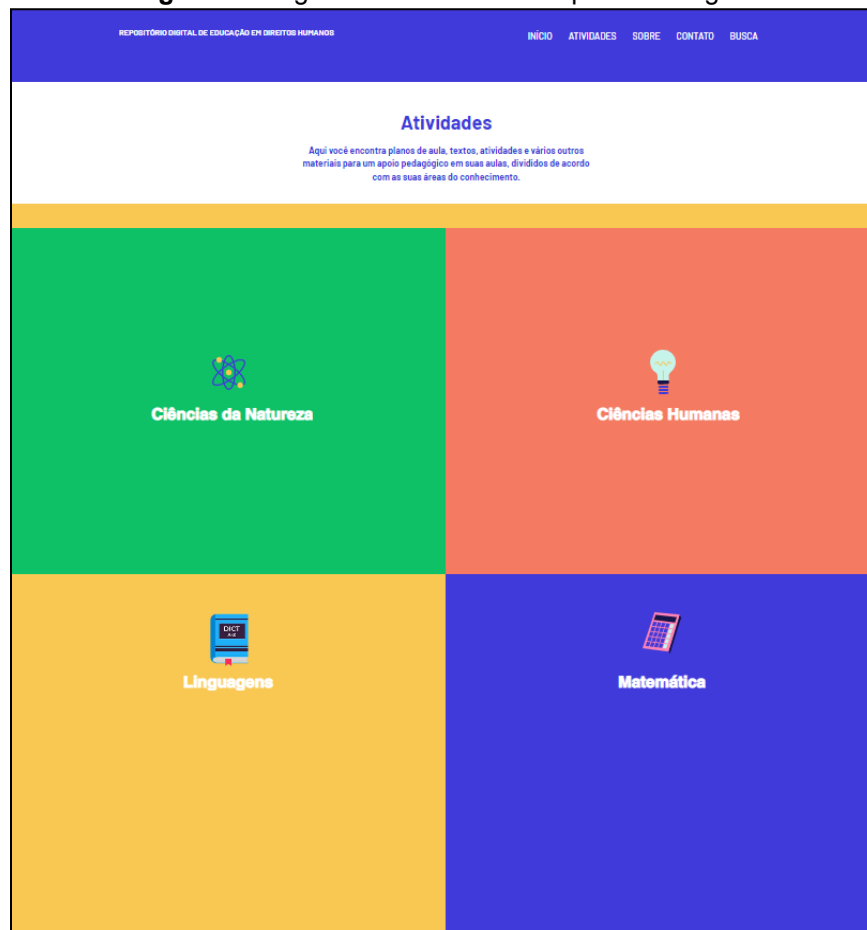 REPOSITÓRIO DIGITAL DE EDUCAÇÃO EM DIREITOS HUMANOS
INÍCIO ATIVIDADES SOBRE CONTATO BUSCA
Atividades
Aqui você encontra planos de aula, textos, atividades e vários outros
materiais para um apoio pedagógico em suas aulas, divididos de acordo
com as suas áreas do conhecimento.
Ciências da Natureza
Ciências Humanas
DICT
Linguagens
Matemática